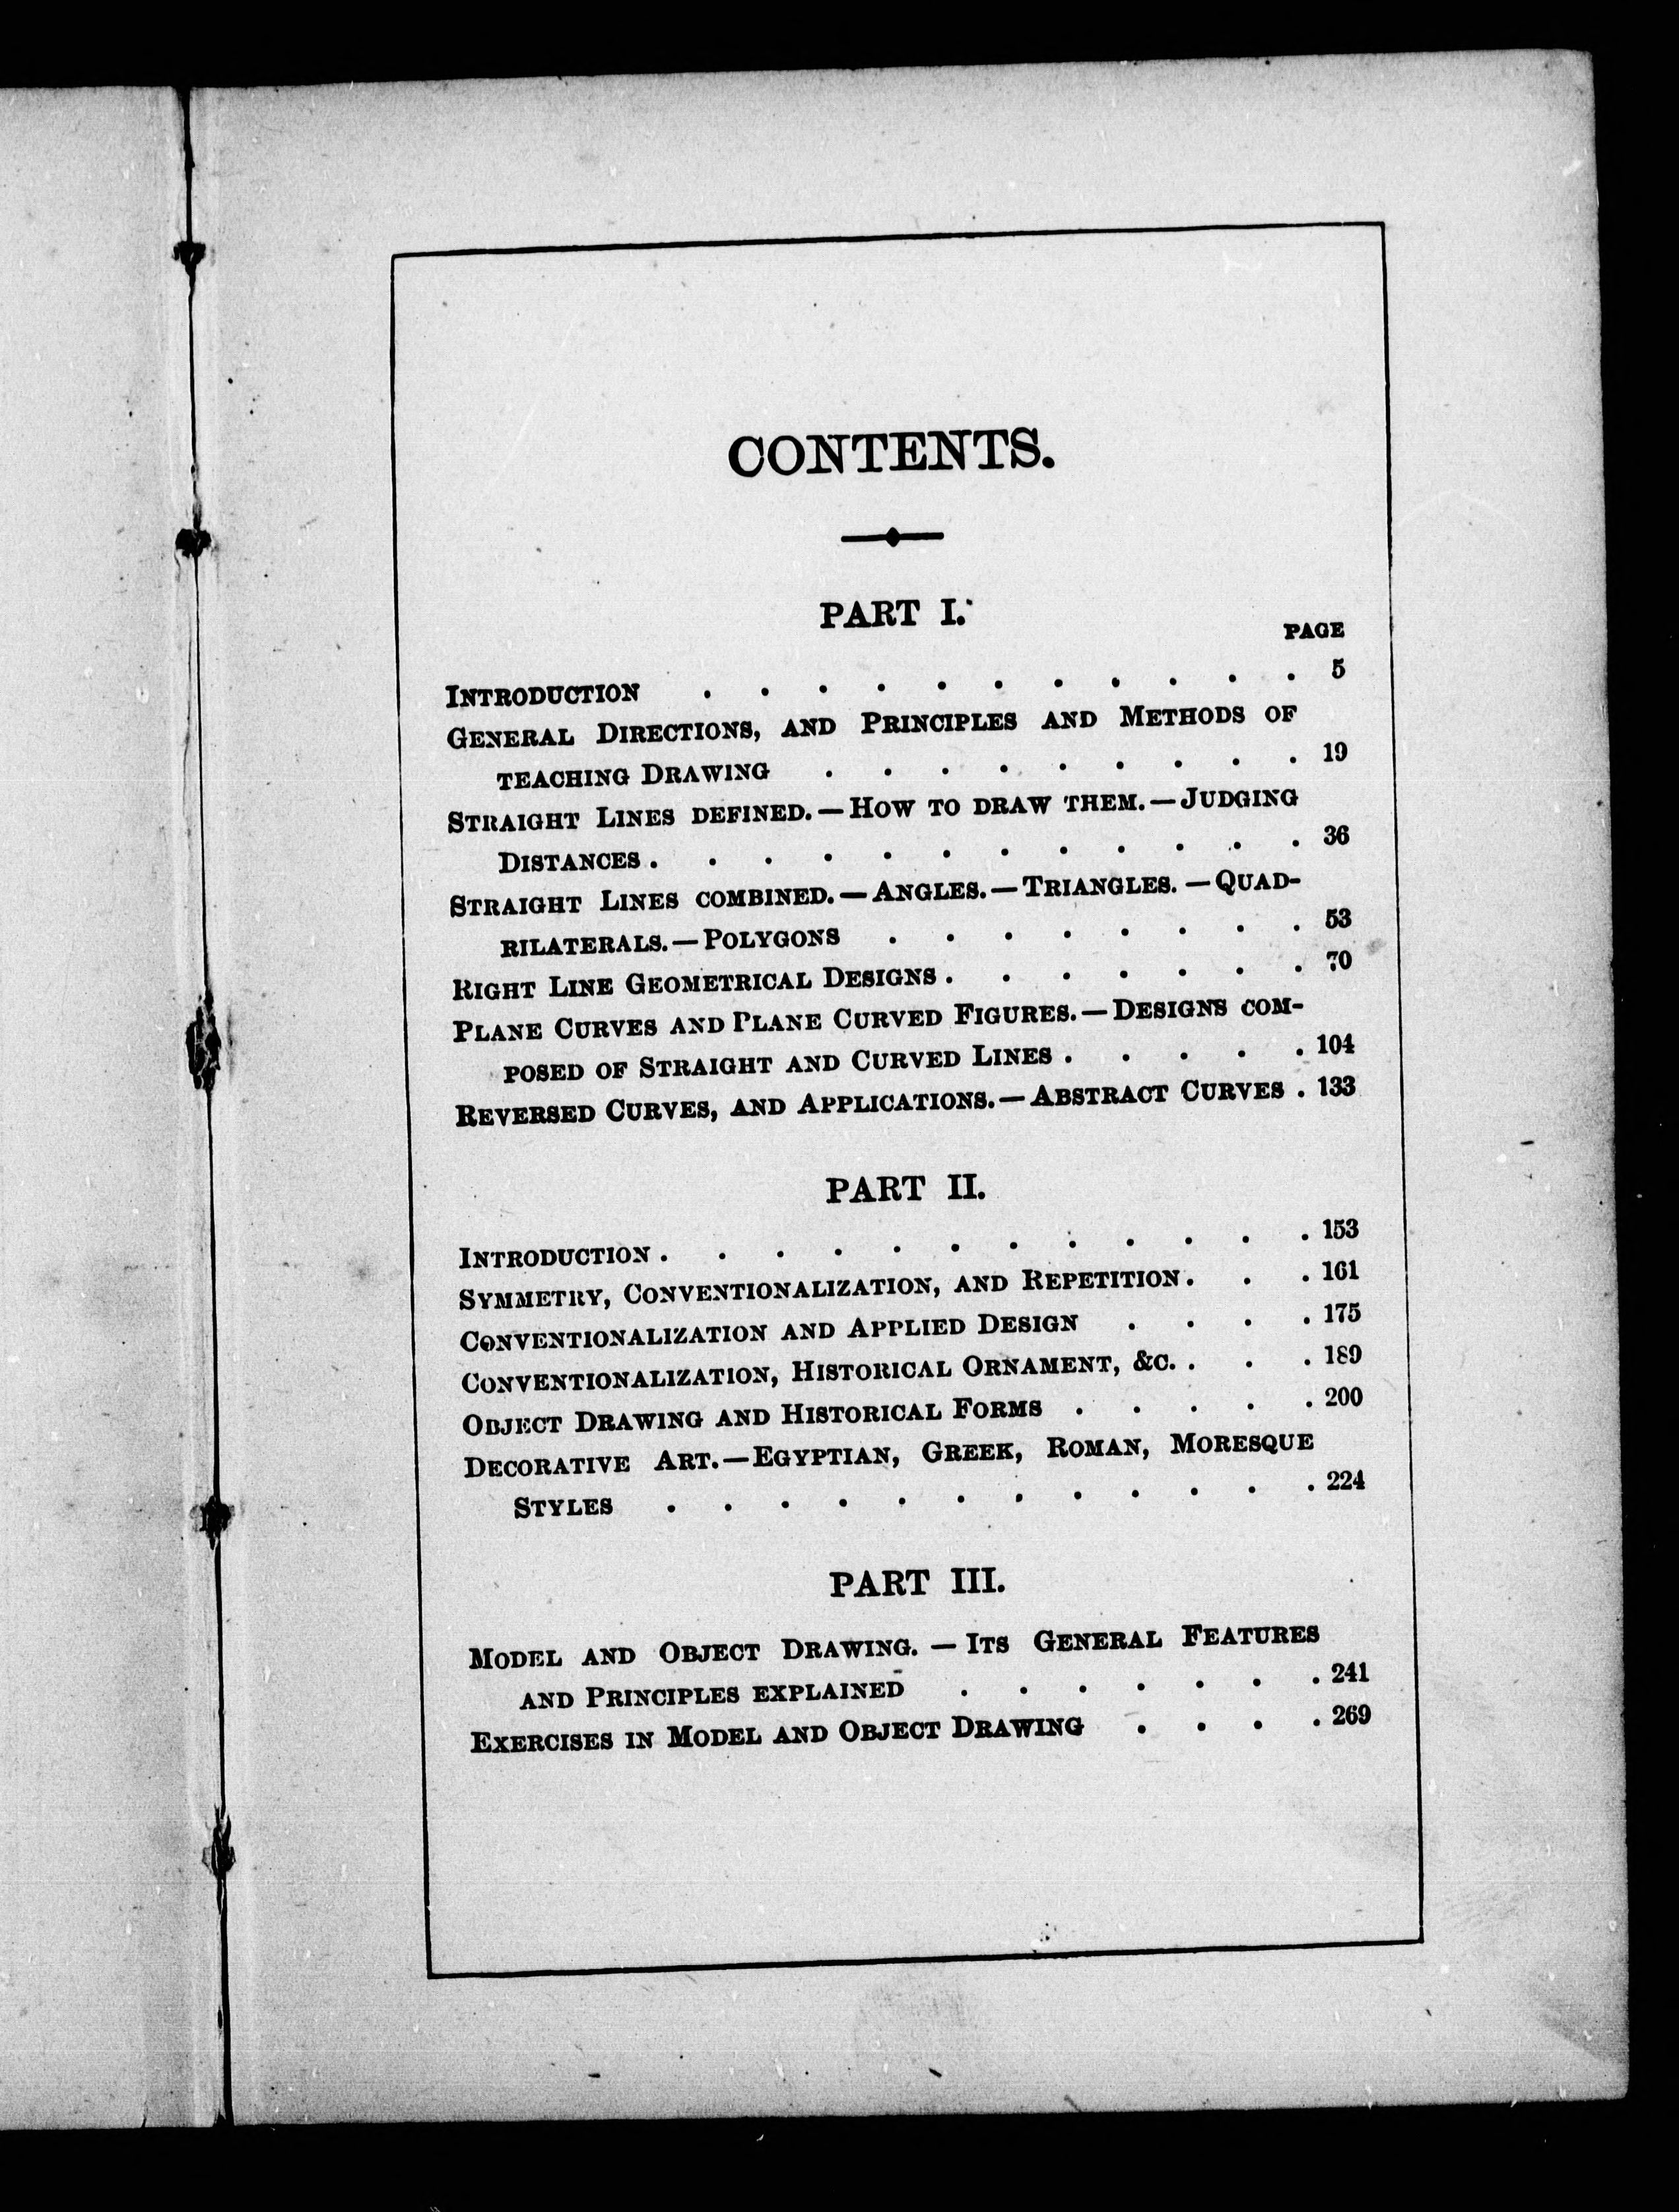 CONTENTS.
PART I.
PAGE
INTRODUCTION . . . . . . . . . . . 5
GENERAL DIRECTIONS, AND PRINCIPLES AND METHODS OF
TEACHING DRAWING . . . . . . . . . 19
STRAIGHT LINES DEFINED.—HOW TO DRAW THEM.—JUDGING
DISTANCES . . . . . . . . . . . . 36
STRAIGHT LINES COMBINED.—ANGLES.—TRIANGLES.—QUAD-
RILATERALS.—POLYGONS . . . . . . . . 53
RIGHT LINE GEOMETRICAL DESIGNS . . . . . . . 70
PLANE CURVES AND PLANE CURVED FIGURES.—DESIGNS COM-
POSED OF STRAIGHT AND CURVED LINES . . . . . 104
REVERSED CURVES, AND APPLICATIONS.—ABSTRACT CURVES . 133
PART II.
INTRODUCTION . . . . . . . . . . . . 153
SYMMETRY, CONVENTIONALIZATION, AND REPETITION . . . 161
CONVENTIONALIZATION AND APPLIED DESIGN . . . . 175
CONVENTIONALIZATION, HISTORICAL ORNAMENT, &C. . . . 189
OBJECT DRAWING AND HISTORICAL FORMS . . . . . 200
DECORATIVE ART.—EGYPTIAN, GREEK, ROMAN, MORESQUE
STYLES . . . . . . . . . . . . 224
PART III.
MODEL AND OBJECT DRAWING.—ITS GENERAL FEATURES
AND PRINCIPLES EXPLAINED . . . . . . . 241
EXERCISES IN MODEL AND OBJECT DRAWING . . . . 269